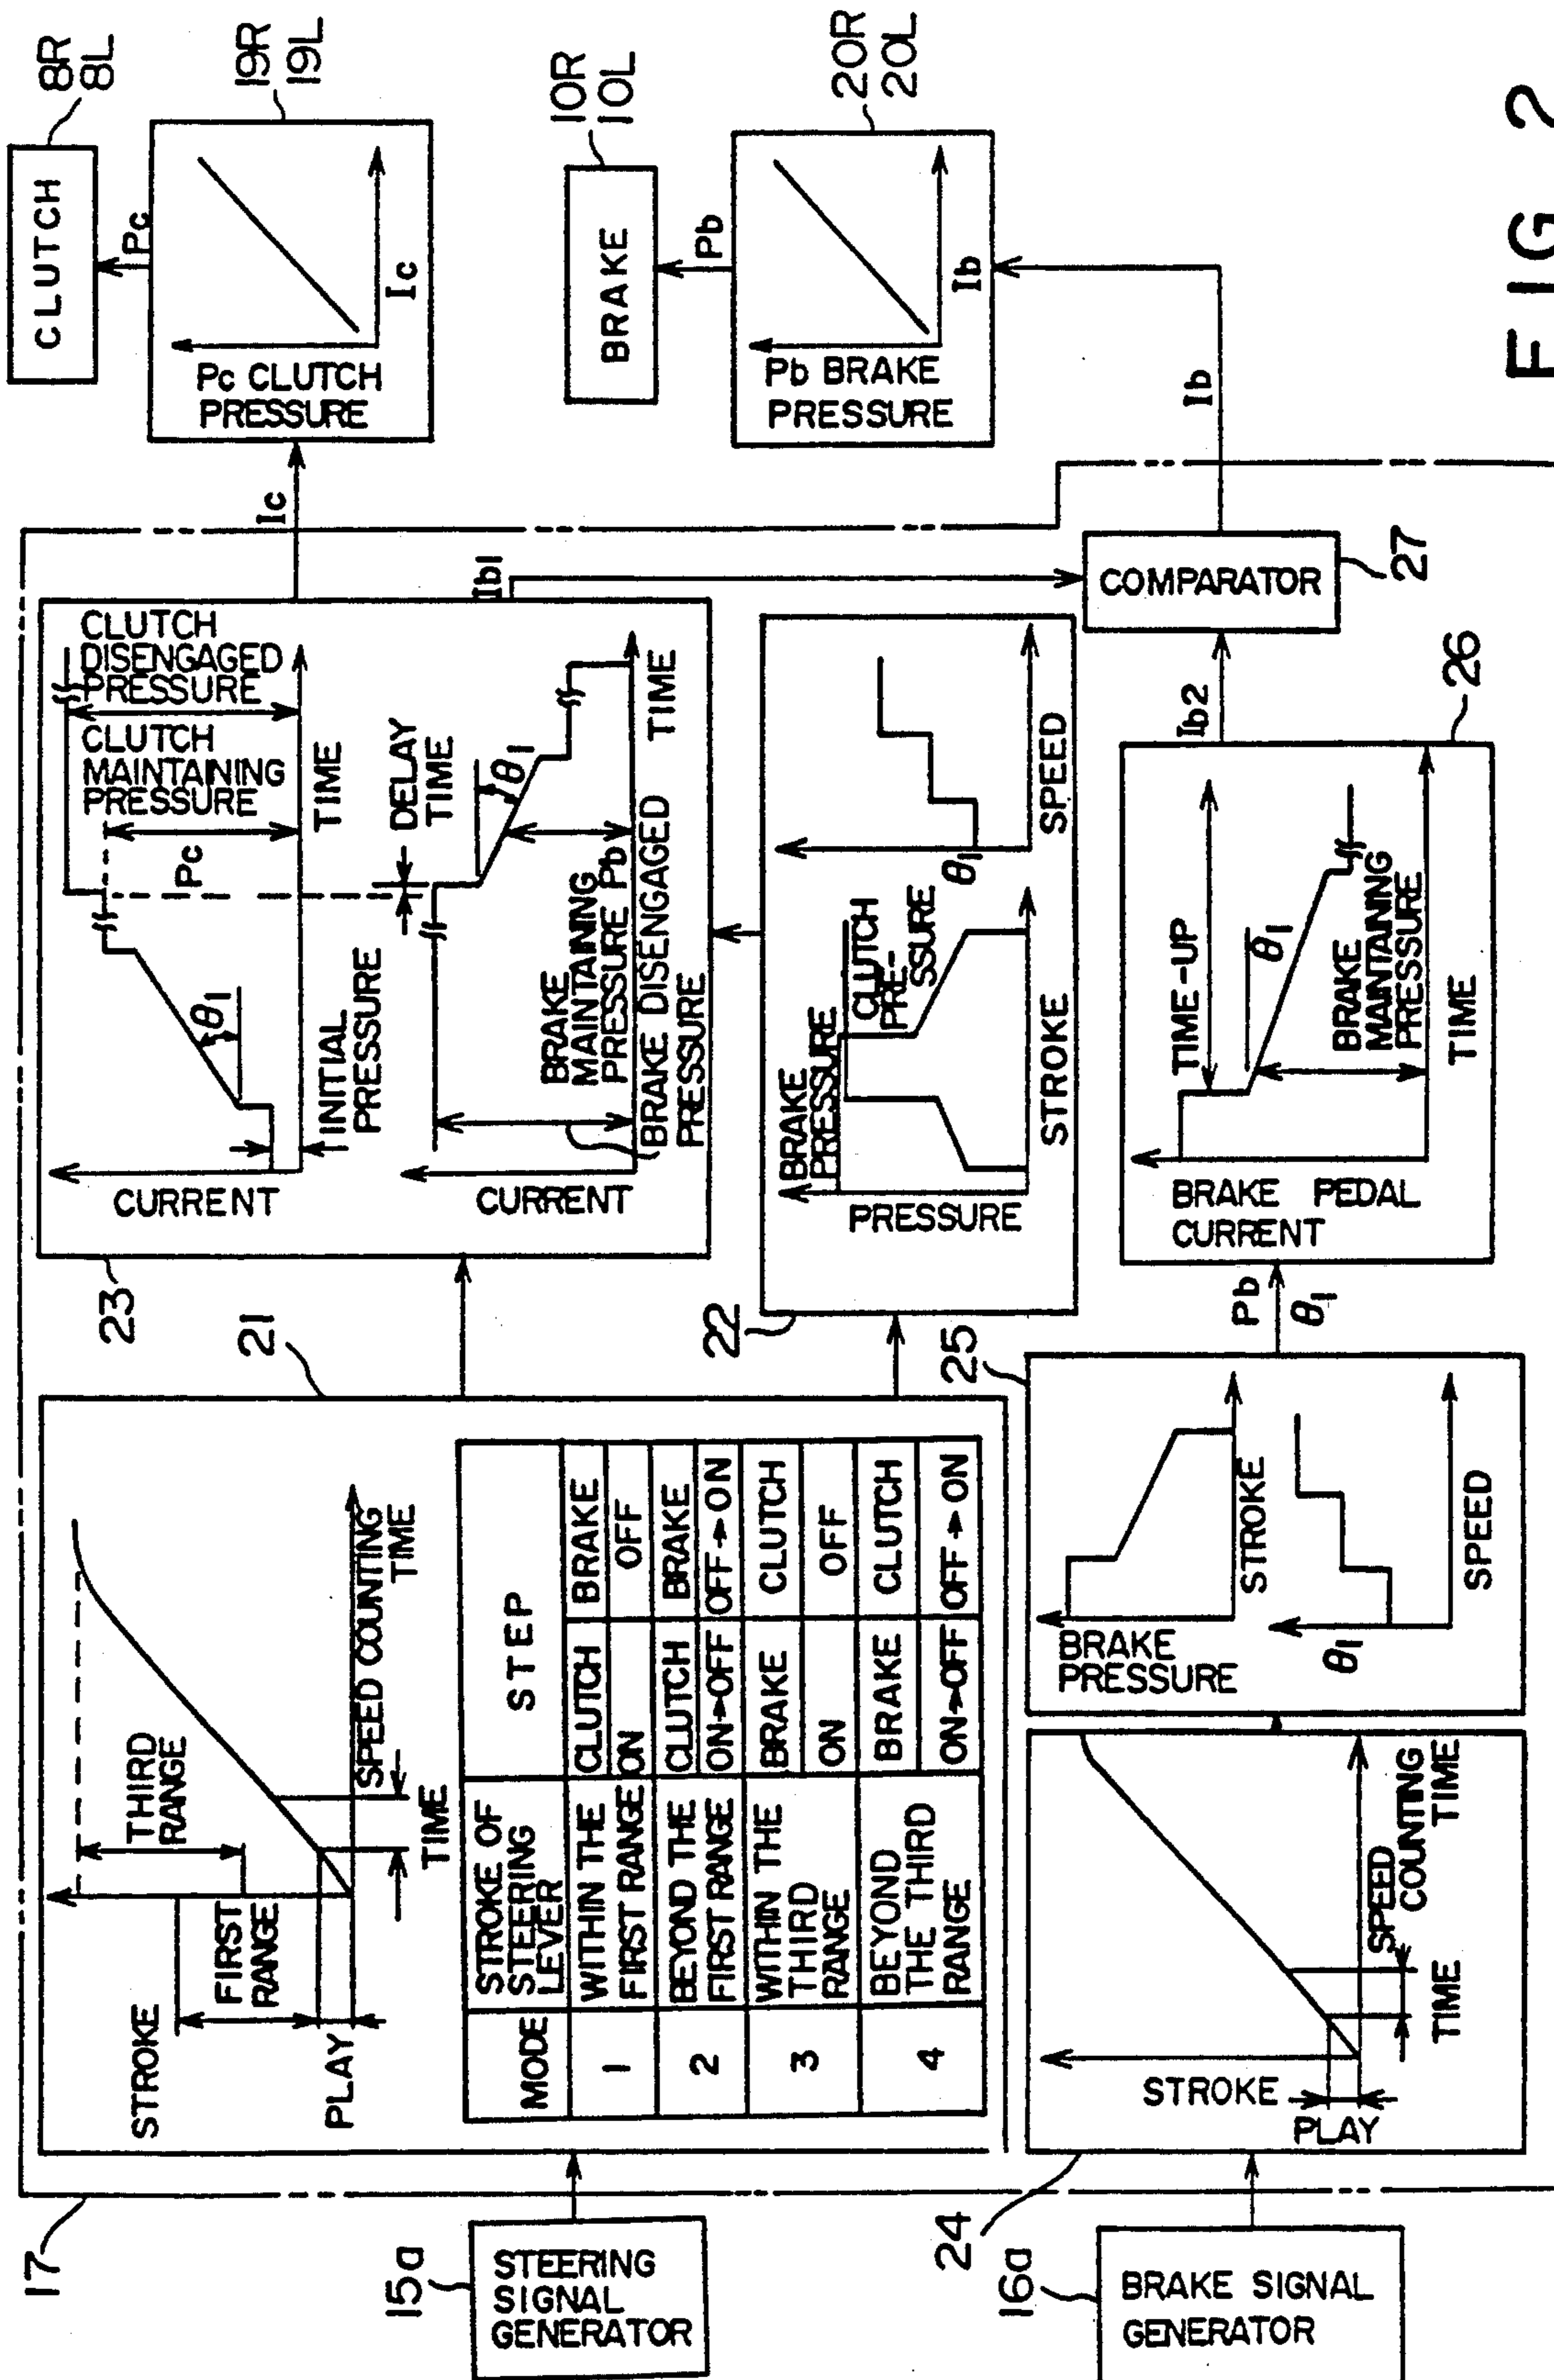 17
15a
STEERING
SIGNAL
GENERATOR
16a
BRAKE SIGNAL
GENERATOR
21
STROKE
THIRD
RANGE
FIRST
RANGE
PLAY
TIME
SPEED COUNTING
TIME
MODE
STROKE OF
STEERING
LEVER
STEP
1
WITHIN THE
FIRST RANGE
CLUTCH
BRAKE
ON
OFF
2
BEYOND THE
FIRST RANGE
CLUTCH
BRAKE
ON→OFF
OFF→ON
3
WITHIN THE
THIRD
RANGE
BRAKE
CLUTCH
ON
OFF
4
BEYOND
THE THIRD
RANGE
BRAKE
CLUTCH
ON→OFF
OFF→ON
24
STROKE
PLAY
TIME
SPEED
COUNTING
TIME
25
BRAKE
PRESSURE
STROKE
θ1
SPEED
Pb
θ1
23
CURRENT
θ1
INITIAL
PRESSURE
Pc
CLUTCH
DISENGAGED
PRESSURE
CLUTCH
MAINTAINING
PRESSURE
TIME
CURRENT
DELAY
TIME
θ1
BRAKE
MAINTAINING
PRESSURE Pb
BRAKE DISENGAGED
PRESSURE
TIME
22
BRAKE
PRESSURE
CLUTCH
PRE-
SSURE
PRESSURE
STROKE
θ1
SPEED
26
TIME-UP
θ1
BRAKE
MAINTAINING
PRESSURE
BRAKE PEDAL
CURRENT
TIME
Ib2
Ib1
COMPARATOR
27
Ic
Ib
Pc CLUTCH
PRESSURE
Ic
19R
19L
Pc
CLUTCH
8R
8L
Pb BRAKE
PRESSURE
Ib
20R
20L
Pb
BRAKE
10R
10L
FIG 2